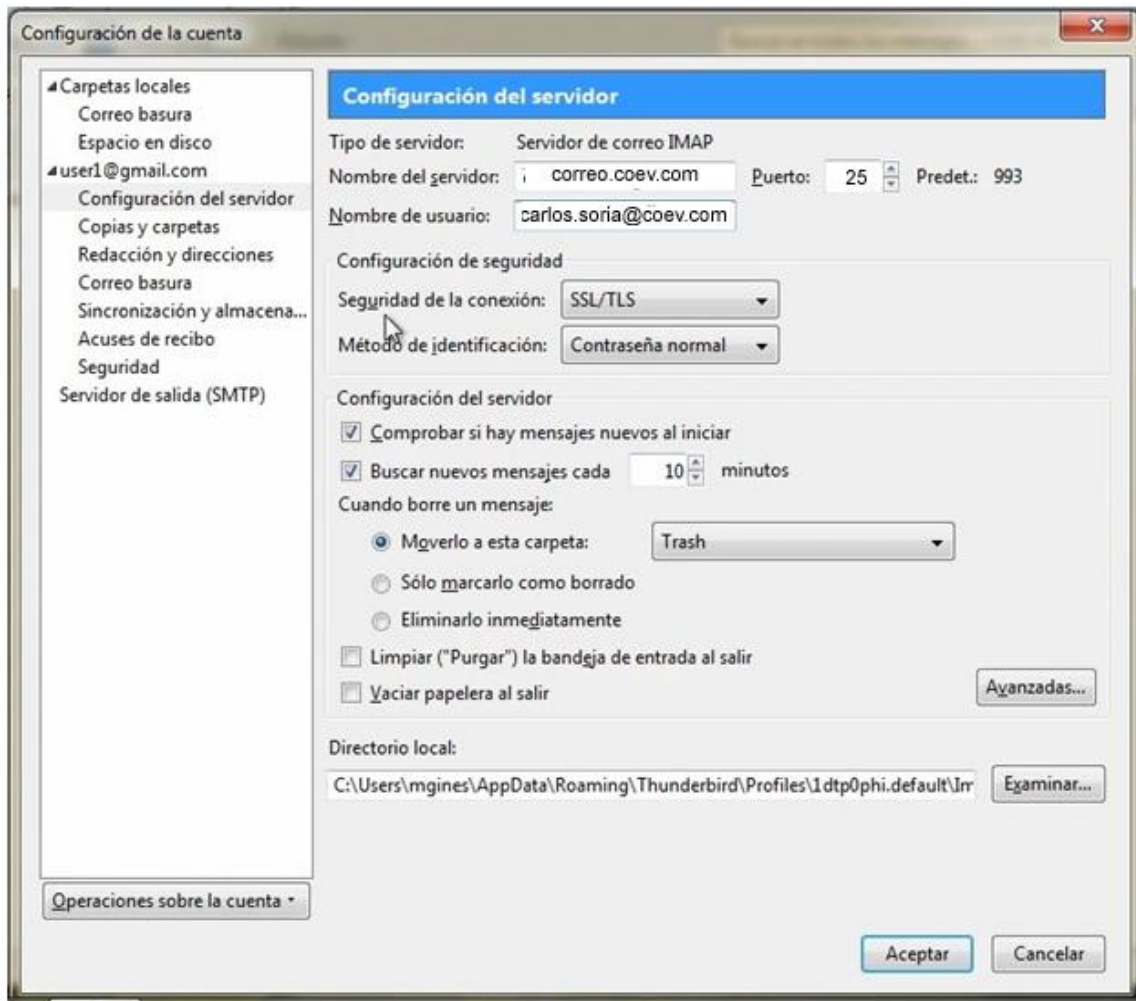 Configuración de la cuenta
Carpetas locales
Correo basura
Espacio en disco
user1@gmail.com
Configuración del servidor
Copias y carpetas
Redacción y direcciones
Correo basura
Sincronización y almacena...
Acuses de recibo
Seguridad
Servidor de salida (SMTP)
Operaciones sobre la cuenta
Configuración del servidor
Tipo de servidor: Servidor de correo IMAP
Nombre del servidor: correo.coev.com Puerto: 25 Predet.: 993
Nombre de usuario: carlos.soria@coev.com
Configuración de seguridad
Seguridad de la conexión: SSL/TLS
Método de identificación: Contraseña normal
Configuración del servidor
Comprobar si hay mensajes nuevos al iniciar
Buscar nuevos mensajes cada 10 minutos
Cuando borre un mensaje:
Moverlo a esta carpeta: Trash
Sólo marcarlo como borrado
Eliminarlo inmediatamente
Limpiar ("Purgar") la bandeja de entrada al salir
Vaciar papelera al salir
Avanzadas...
Directorio local:
C:\Users\mgines\AppData\Roaming\Thunderbird\Profiles\1dtp0phi.default\Im Examinar...
Aceptar Cancelar